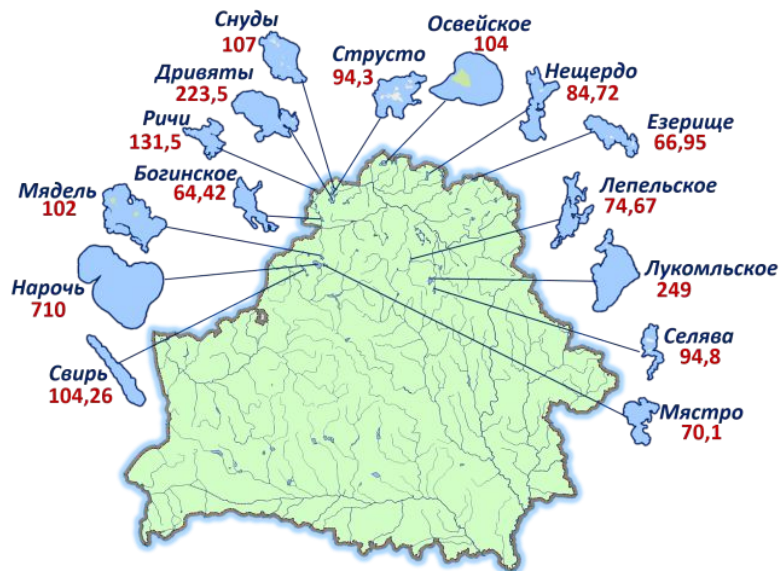 Снуды
107
Струсто
94,3
Освейское
104
Нещердо
84,72
Дривяты
223,5
Езерище
66,95
Ричи
131,5
Богинское
64,42
Лепельское
74,67
Мядель
102
Лукомльское
249
Нарочь
710
Селява
94,8
Свирь
104,26
Мястро
70,1